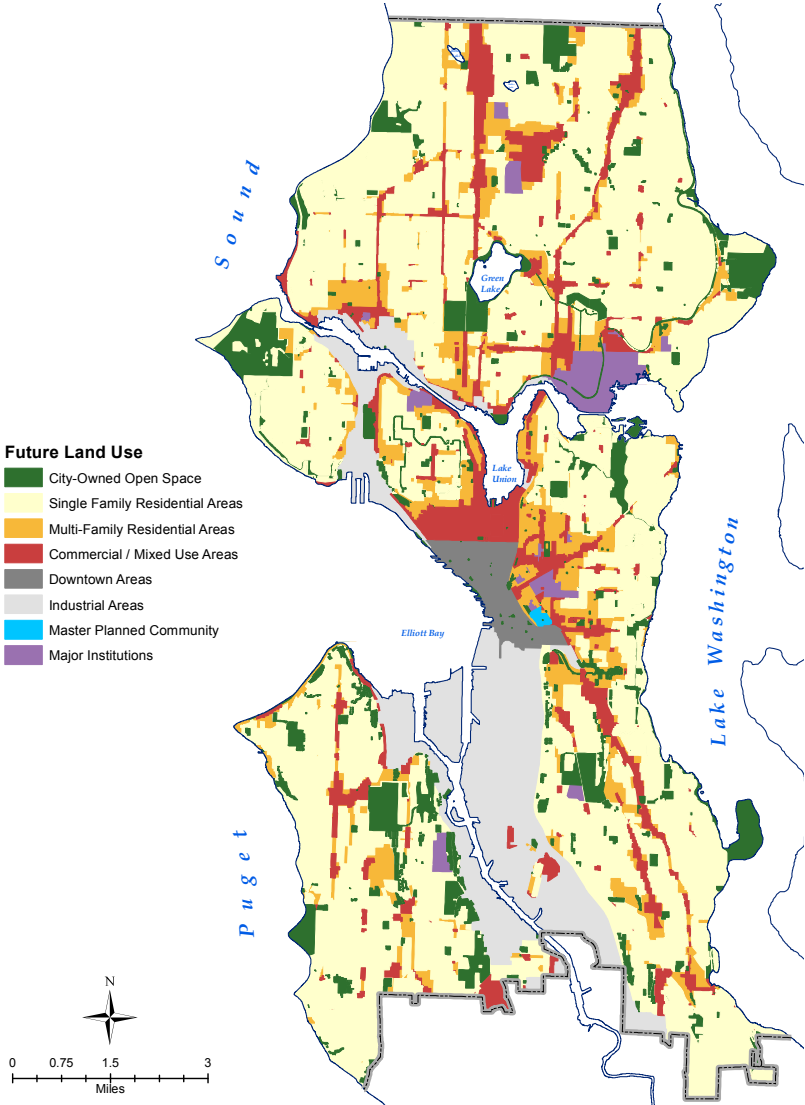 Sound
Green
Lake
Future Land Use
City-Owned Open Space
Single Family Residential Areas
Multi-Family Residential Areas
Commercial / Mixed Use Areas
Downtown Areas
Industrial Areas
Master Planned Community
Major Institutions
Lake
Union
Elliott Bay
Lake Washington
Puget
N
0 0.75 1.5 3
Miles